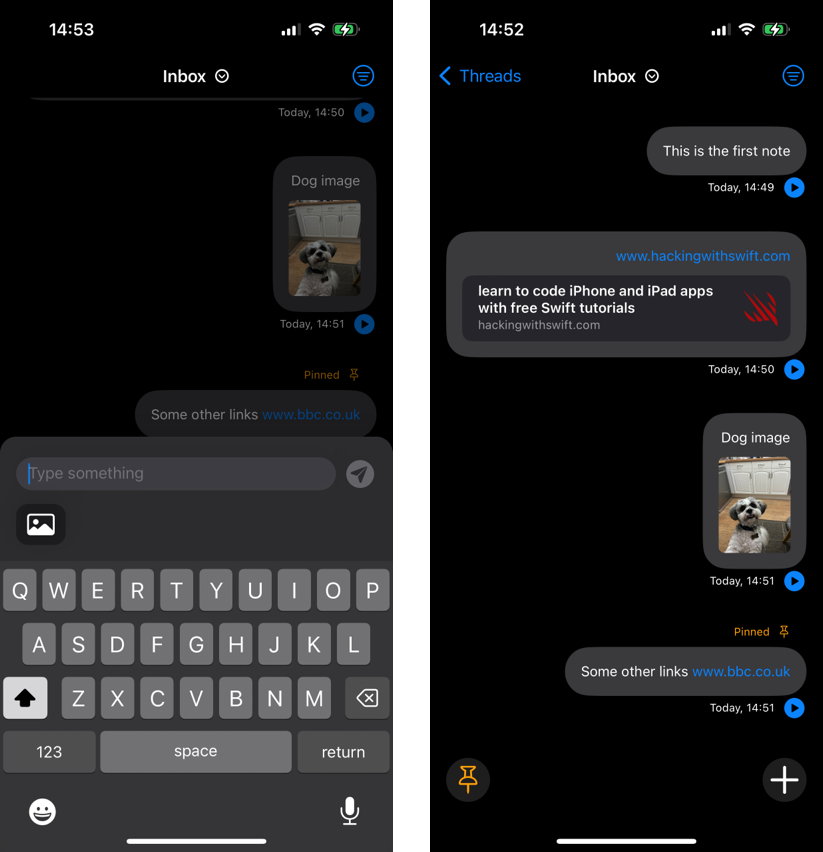 14:53
Inbox
Today, 14:50
Dog image
Today, 14:51
Pinned
Some other links www.bbc.co.uk
Type something
Q W E R T Y U I O P
A S D F G H J K L
Z X C V B N M
123 space return
14:52
Threads Inbox
This is the first note
Today, 14:49
www.hackingwithswift.com
learn to code iPhone and iPad apps
with free Swift tutorials
hackingwithswift.com
Today, 14:50
Dog image
Today, 14:51
Pinned
Some other links www.bbc.co.uk
Today, 14:51